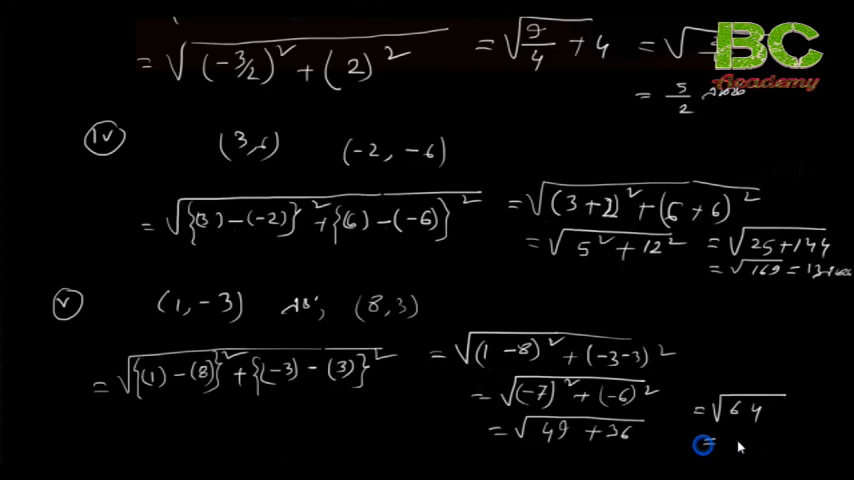 = √(-3/2)² + (2)² = √9/4 + 4 = √
= 5/2
BC
Academy
iv (3,6) (-2, -6)
= √{(3) - (-2)}² + {(6) - (-6)}² = √(3+2)² + (6+6)²
= √5² + 12² = √25+144
= √169 = 13
v (1, -3) (8,3)
= √{(1) - (8)}² + {(-3) - (3)}² = √(1-8)² + (-3-3)²
= √(-7)² + (-6)² = √64
= √49 + 36 =